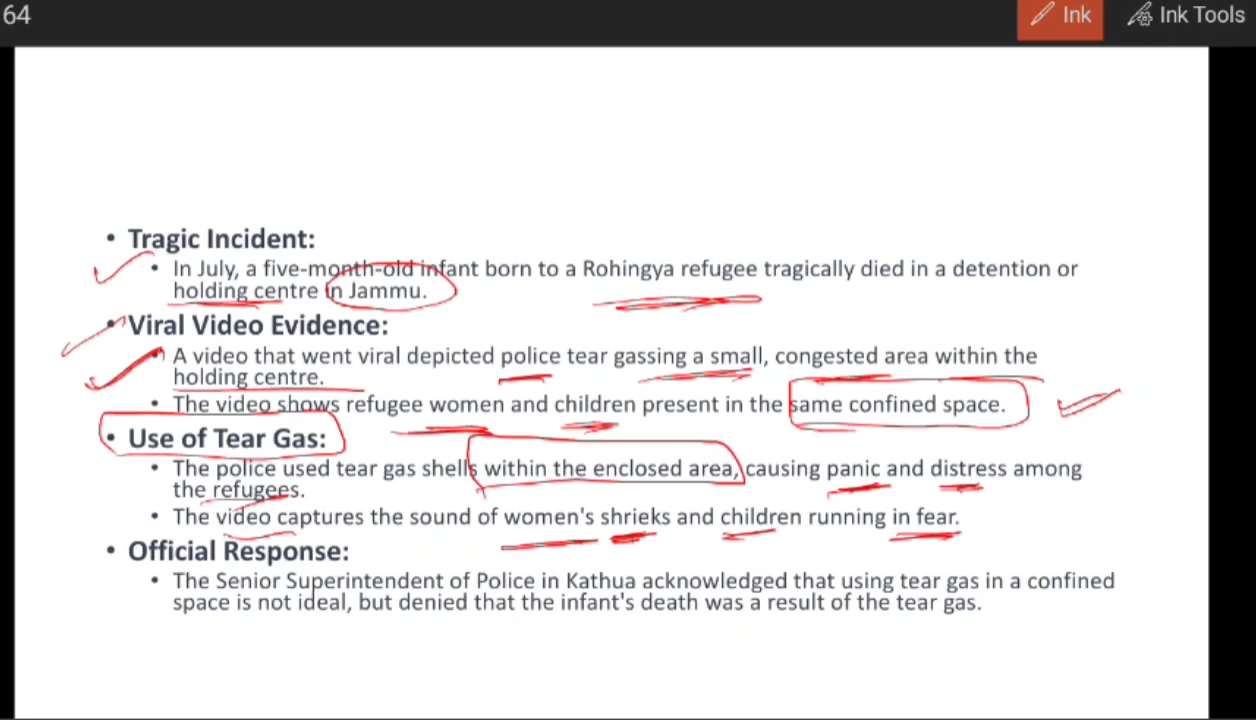 64
Ink
Ink Tools
• Tragic Incident:
• In July, a five-month-old infant born to a Rohingya refugee tragically died in a detention or
holding centre in Jammu.
• Viral Video Evidence:
• A video that went viral depicted police tear gassing a small, congested area within the
holding centre.
• The video shows refugee women and children present in the same confined space.
• Use of Tear Gas:
• The police used tear gas shells within the enclosed area, causing panic and distress among
the refugees.
• The video captures the sound of women's shrieks and children running in fear.
• Official Response:
• The Senior Superintendent of Police in Kathua acknowledged that using tear gas in a confined
space is not ideal, but denied that the infant's death was a result of the tear gas.